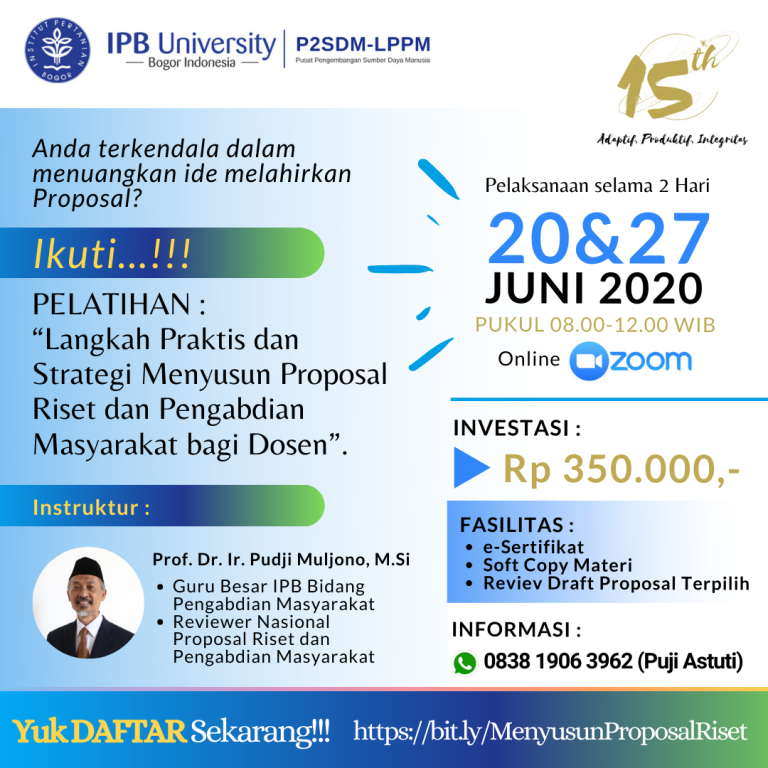 INSTITUT PERTANIAN BOGOR
IPB University
Bogor Indonesia
P2SDM-LPPM
Pusat Pengembangan Sumber Daya Manusia
15th
Adaptif, Produktif, Integritas
Anda terkendala dalam
menuangkan ide melahirkan
Proposal?
Ikuti...!!!
PELATIHAN :
“Langkah Praktis dan
Strategi Menyusun Proposal
Riset dan Pengabdian
Masyarakat bagi Dosen”.
Instruktur :
Prof. Dr. Ir. Pudji Muljono, M.Si
• Guru Besar IPB Bidang
Pengabdian Masyarakat
• Reviewer Nasional
Proposal Riset dan
Pengabdian Masyarakat
Pelaksanaan selama 2 Hari
20&27
JUNI 2020
PUKUL 08.00-12.00 WIB
Online zoom
INVESTASI :
Rp 350.000,-
FASILITAS :
• e-Sertifikat
• Soft Copy Materi
• Reviev Draft Proposal Terpilih
INFORMASI :
0838 1906 3962 (Puji Astuti)
Yuk DAFTAR Sekarang!!!
https://bit.ly/MenyusunProposalRiset